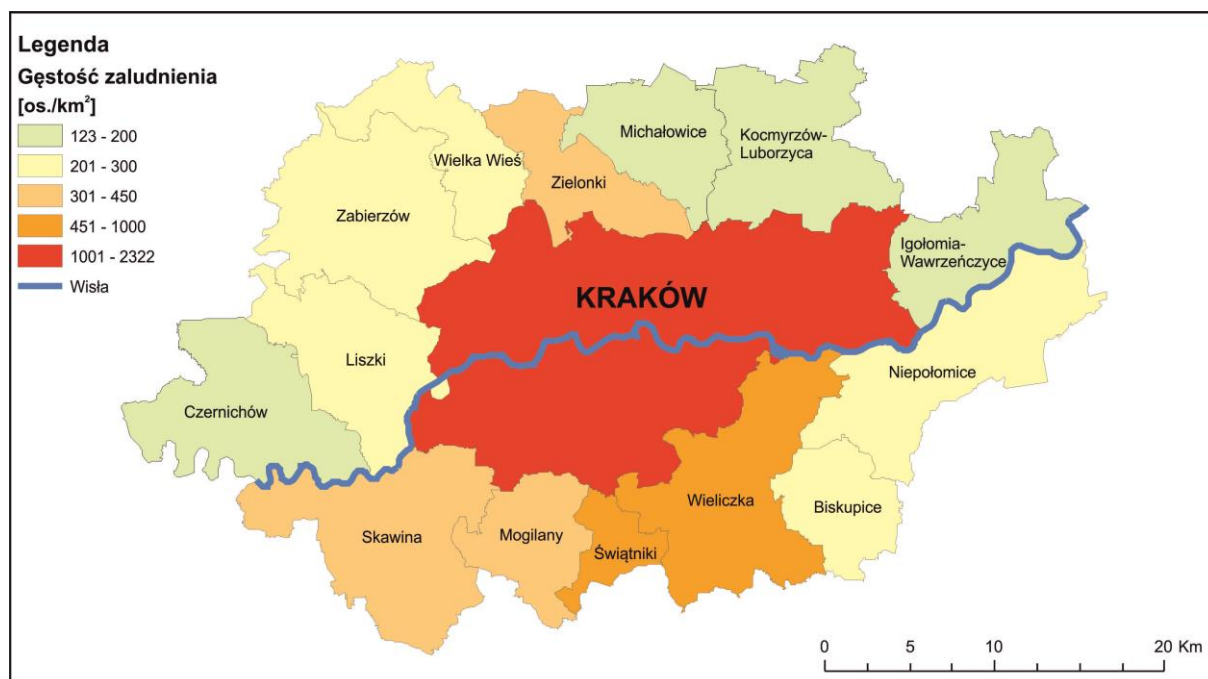 Legenda
Gęstość zaludnienia
[os./km²]
123 - 200
201 - 300
301 - 450
451 - 1000
1001 - 2322
Wisła
Michałowice
Kocmyrzów-
Luborzyca
Wielka Wieś
Zielonki
Zabierzów
Igołomia-
Wawrzeńczyce
KRAKÓW
Liszki
Niepołomice
Czernichów
Wieliczka
Biskupice
Skawina
Mogilany
Świątniki
0 5 10 20 Km